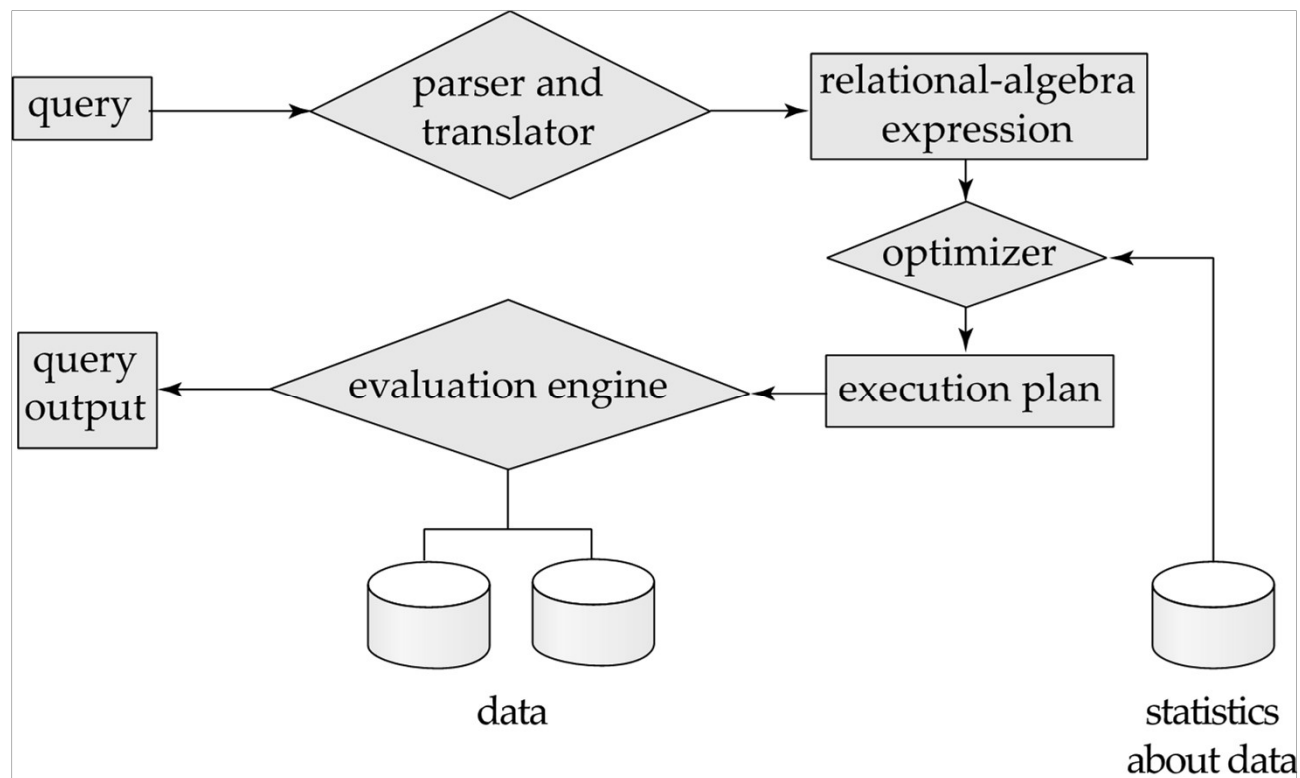 query
parser and
translator
relational-algebra
expression
optimizer
query
output
evaluation engine
execution plan
data
statistics
about data